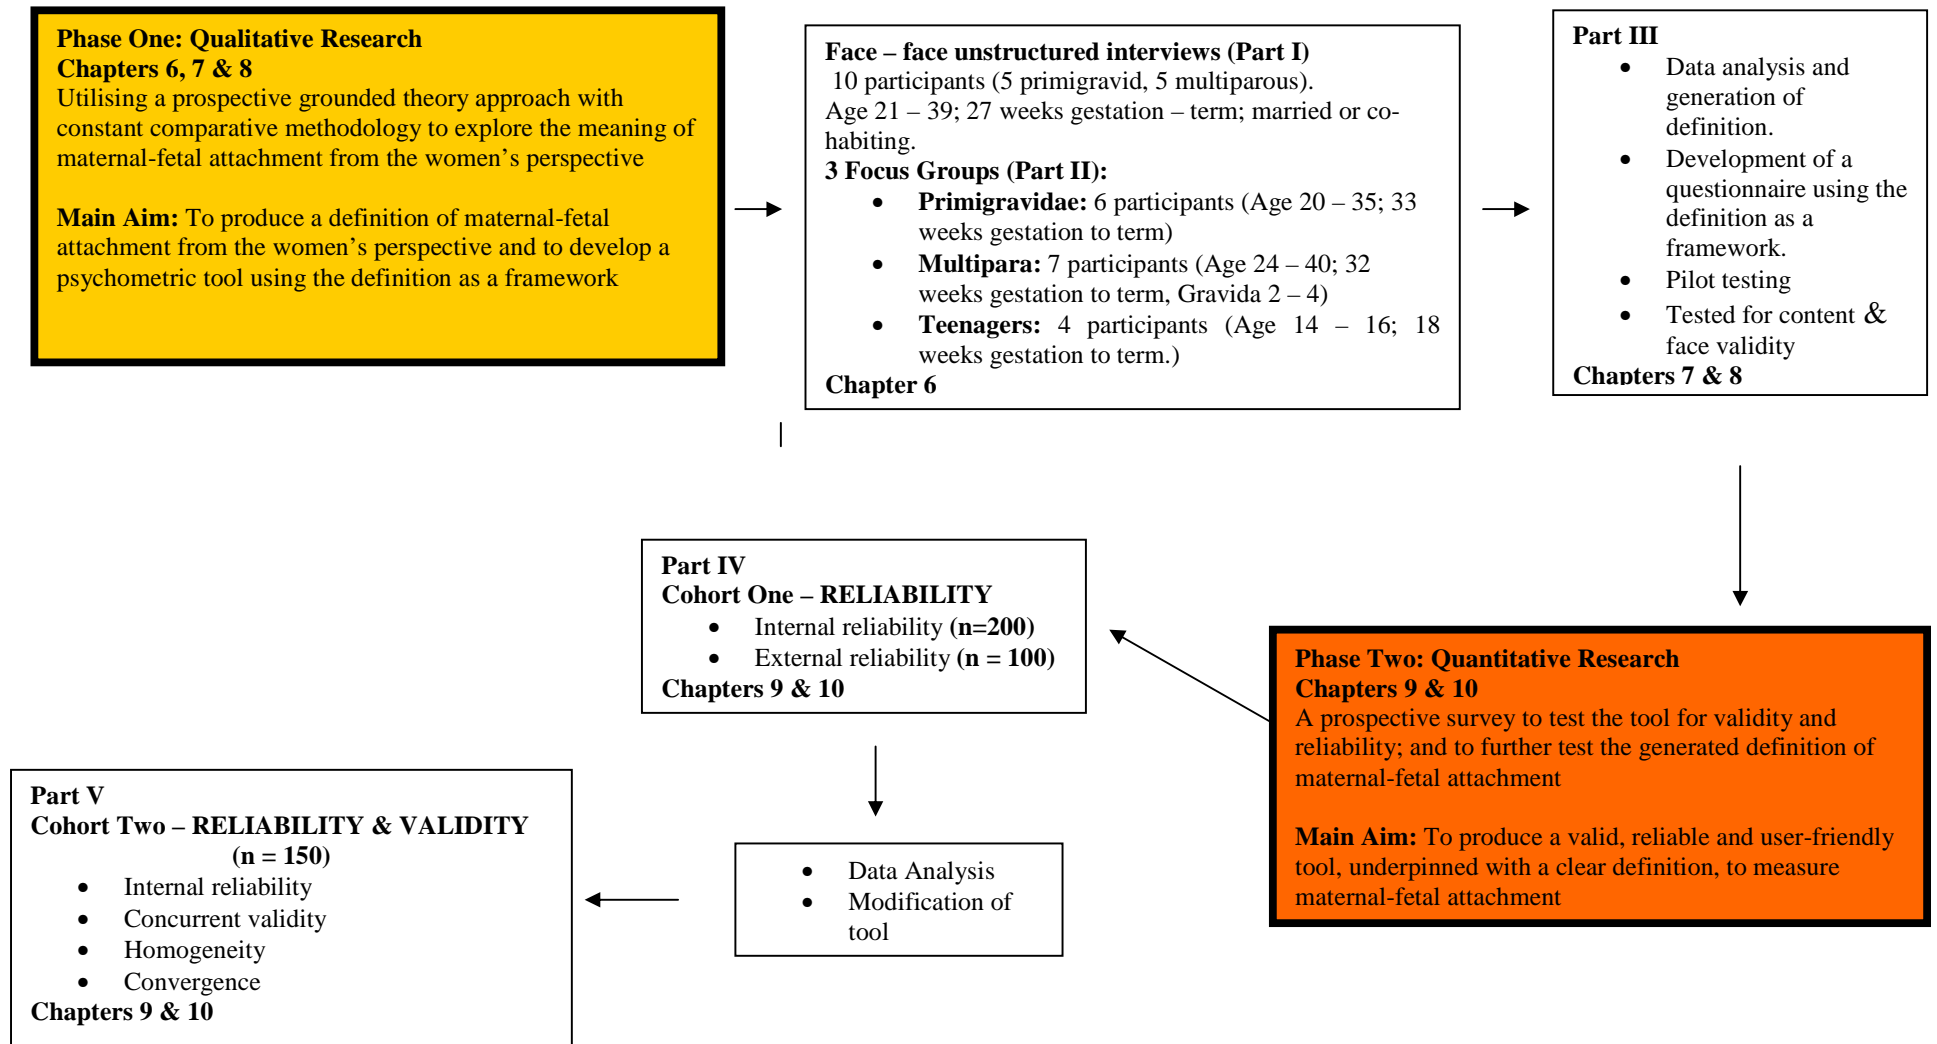 Phase One: Qualitative Research
Chapters 6, 7 & 8
Utilising a prospective grounded theory approach with
constant comparative methodology to explore the meaning of
maternal-fetal attachment from the women’s perspective
Main Aim: To produce a definition of maternal-fetal
attachment from the women’s perspective and to develop a
psychometric tool using the definition as a framework
Face – face unstructured interviews (Part I)
10 participants (5 primigravid, 5 multiparous).
Age 21 – 39; 27 weeks gestation – term; married or co-
habiting.
3 Focus Groups (Part II):
• Primigravidae: 6 participants (Age 20 – 35; 33
weeks gestation to term)
• Multipara: 7 participants (Age 24 – 40; 32
weeks gestation to term, Gravida 2 – 4)
• Teenagers: 4 participants (Age 14 – 16; 18
weeks gestation to term.)
Chapter 6
Part III
• Data analysis and
generation of
definition.
• Development of a
questionnaire using the
definition as a
framework.
• Pilot testing
• Tested for content &
face validity
Chapters 7 & 8
Phase Two: Quantitative Research
Chapters 9 & 10
A prospective survey to test the tool for validity and
reliability; and to further test the generated definition of
maternal-fetal attachment
Main Aim: To produce a valid, reliable and user-friendly
tool, underpinned with a clear definition, to measure
maternal-fetal attachment
Part IV
Cohort One – RELIABILITY
• Internal reliability (n=200)
• External reliability (n = 100)
Chapters 9 & 10
• Data Analysis
• Modification of
tool
Part V
Cohort Two – RELIABILITY & VALIDITY
(n = 150)
• Internal reliability
• Concurrent validity
• Homogeneity
• Convergence
Chapters 9 & 10